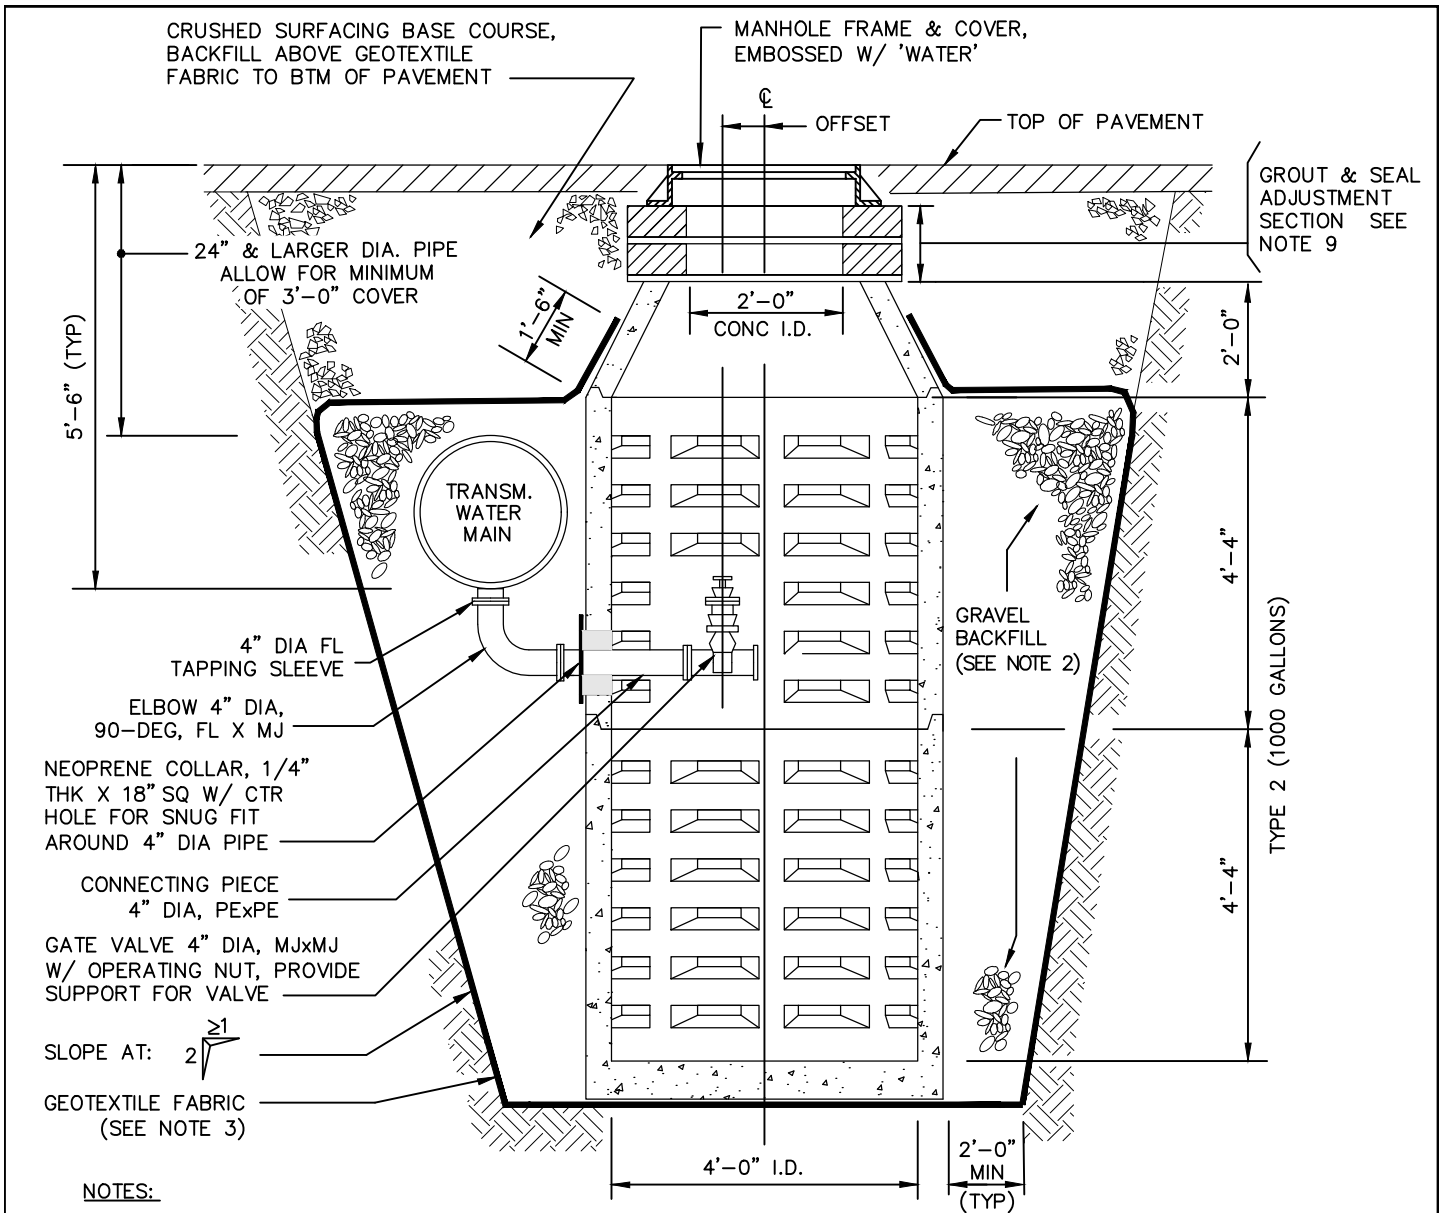 CRUSHED SURFACING BASE COURSE,
BACKFILL ABOVE GEOTEXTILE
FABRIC TO BTM OF PAVEMENT
MANHOLE FRAME & COVER,
EMBOSSED W/ 'WATER'
℄
OFFSET
TOP OF PAVEMENT
GROUT & SEAL
ADJUSTMENT
SECTION SEE
NOTE 9
24" & LARGER DIA. PIPE
ALLOW FOR MINIMUM
OF 3'-0" COVER
1'-6"
MIN
2'-0"
CONC I.D.
2'-0"
5'-6" (TYP)
TRANSM.
WATER
MAIN
4'-4"
GRAVEL
BACKFILL
(SEE NOTE 2)
TYPE 2 (1000 GALLONS)
4'-4"
4" DIA FL
TAPPING SLEEVE
ELBOW 4" DIA,
90-DEG, FL X MJ
NEOPRENE COLLAR, 1/4"
THK X 18" SQ W/ CTR
HOLE FOR SNUG FIT
AROUND 4" DIA PIPE
CONNECTING PIECE
4" DIA, PExPE
GATE VALVE 4" DIA, MJxMJ
W/ OPERATING NUT, PROVIDE
SUPPORT FOR VALVE
≥1
SLOPE AT: 2
GEOTEXTILE FABRIC
(SEE NOTE 3)
4'-0" I.D.
2'-0"
MIN
(TYP)
NOTES: